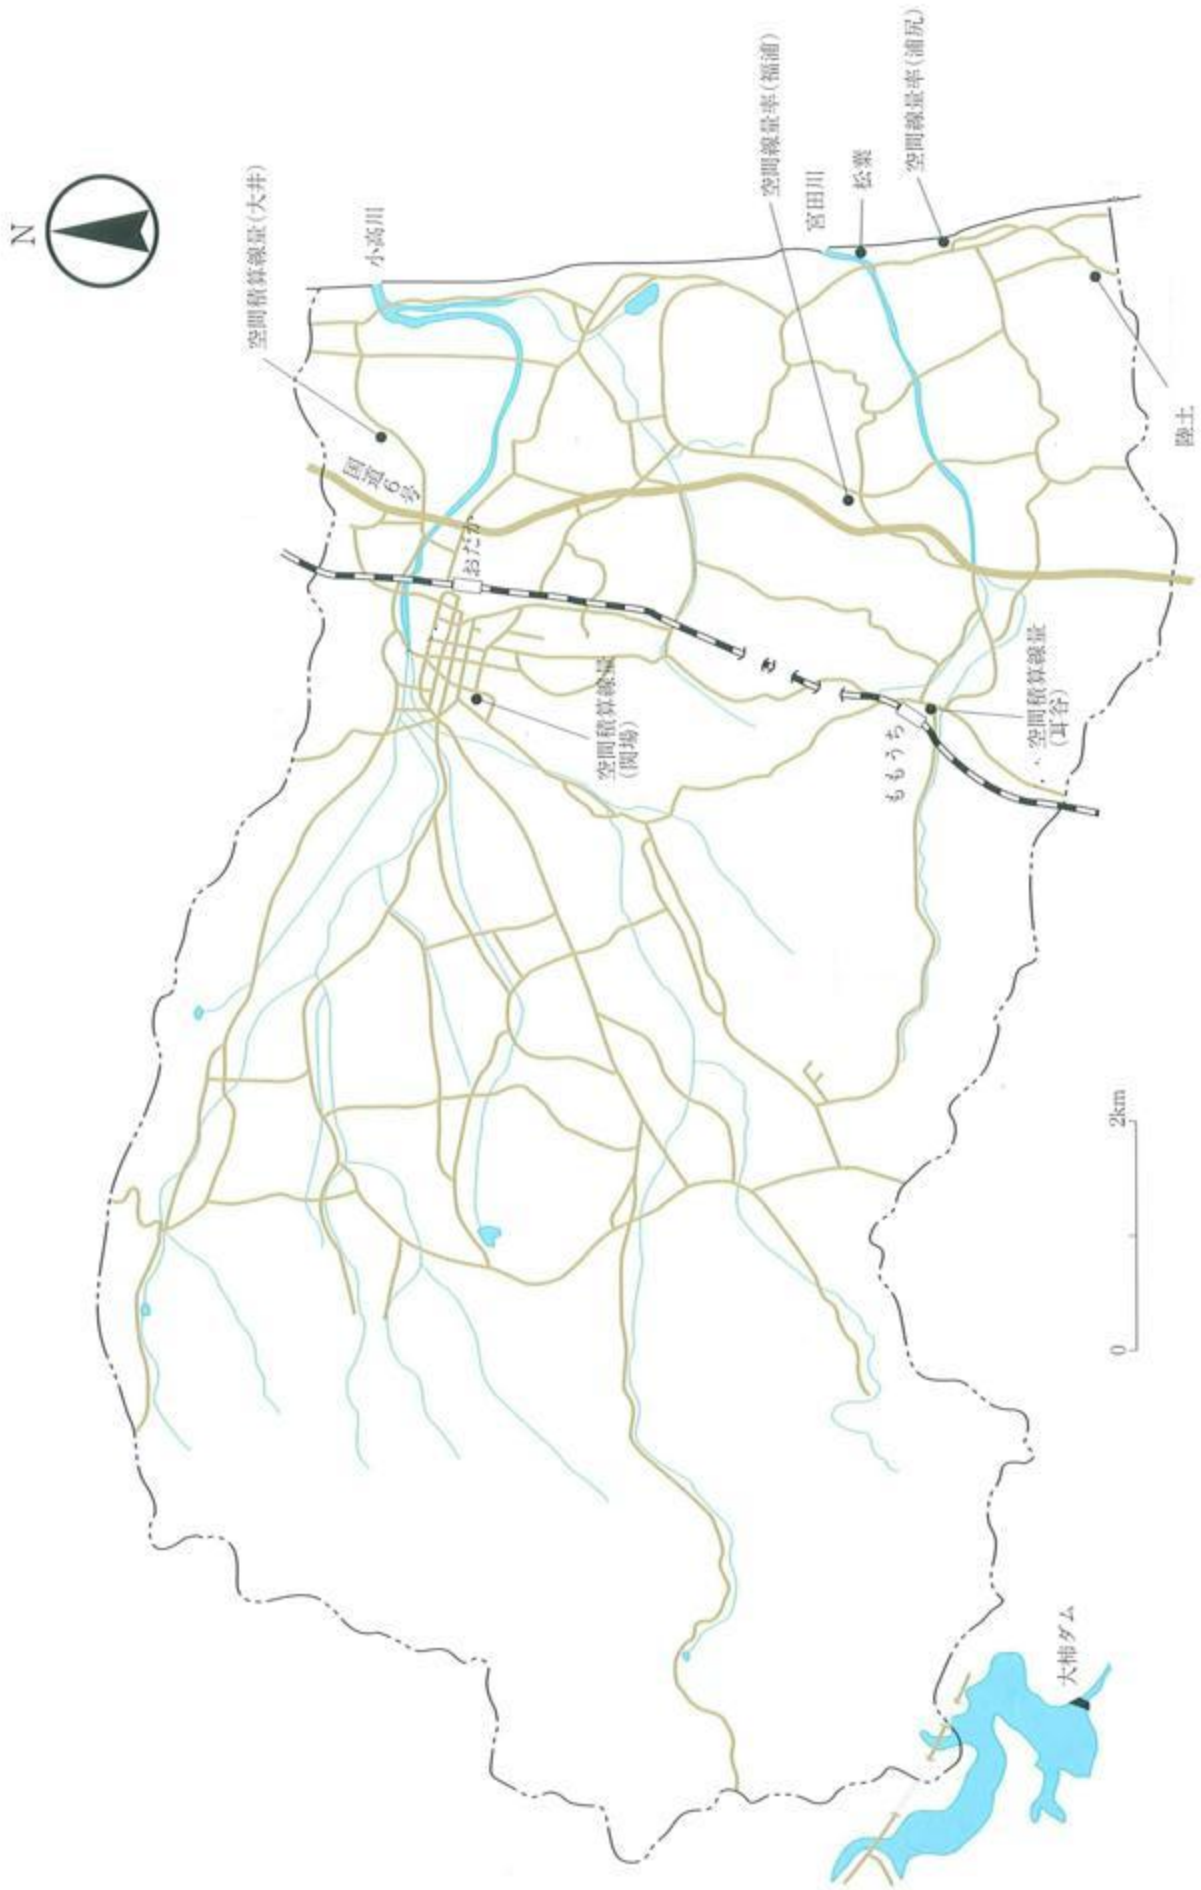 N
空間積算線量(大井)
小高川
国道6号
おだか
空間積算線量
(関場)
空間線量率(福浦)
宮田川
松葉
空間線量率(浦尻)
ももうち
空間積算線量
(耳谷)
陸土
0
2km
大柿ダム